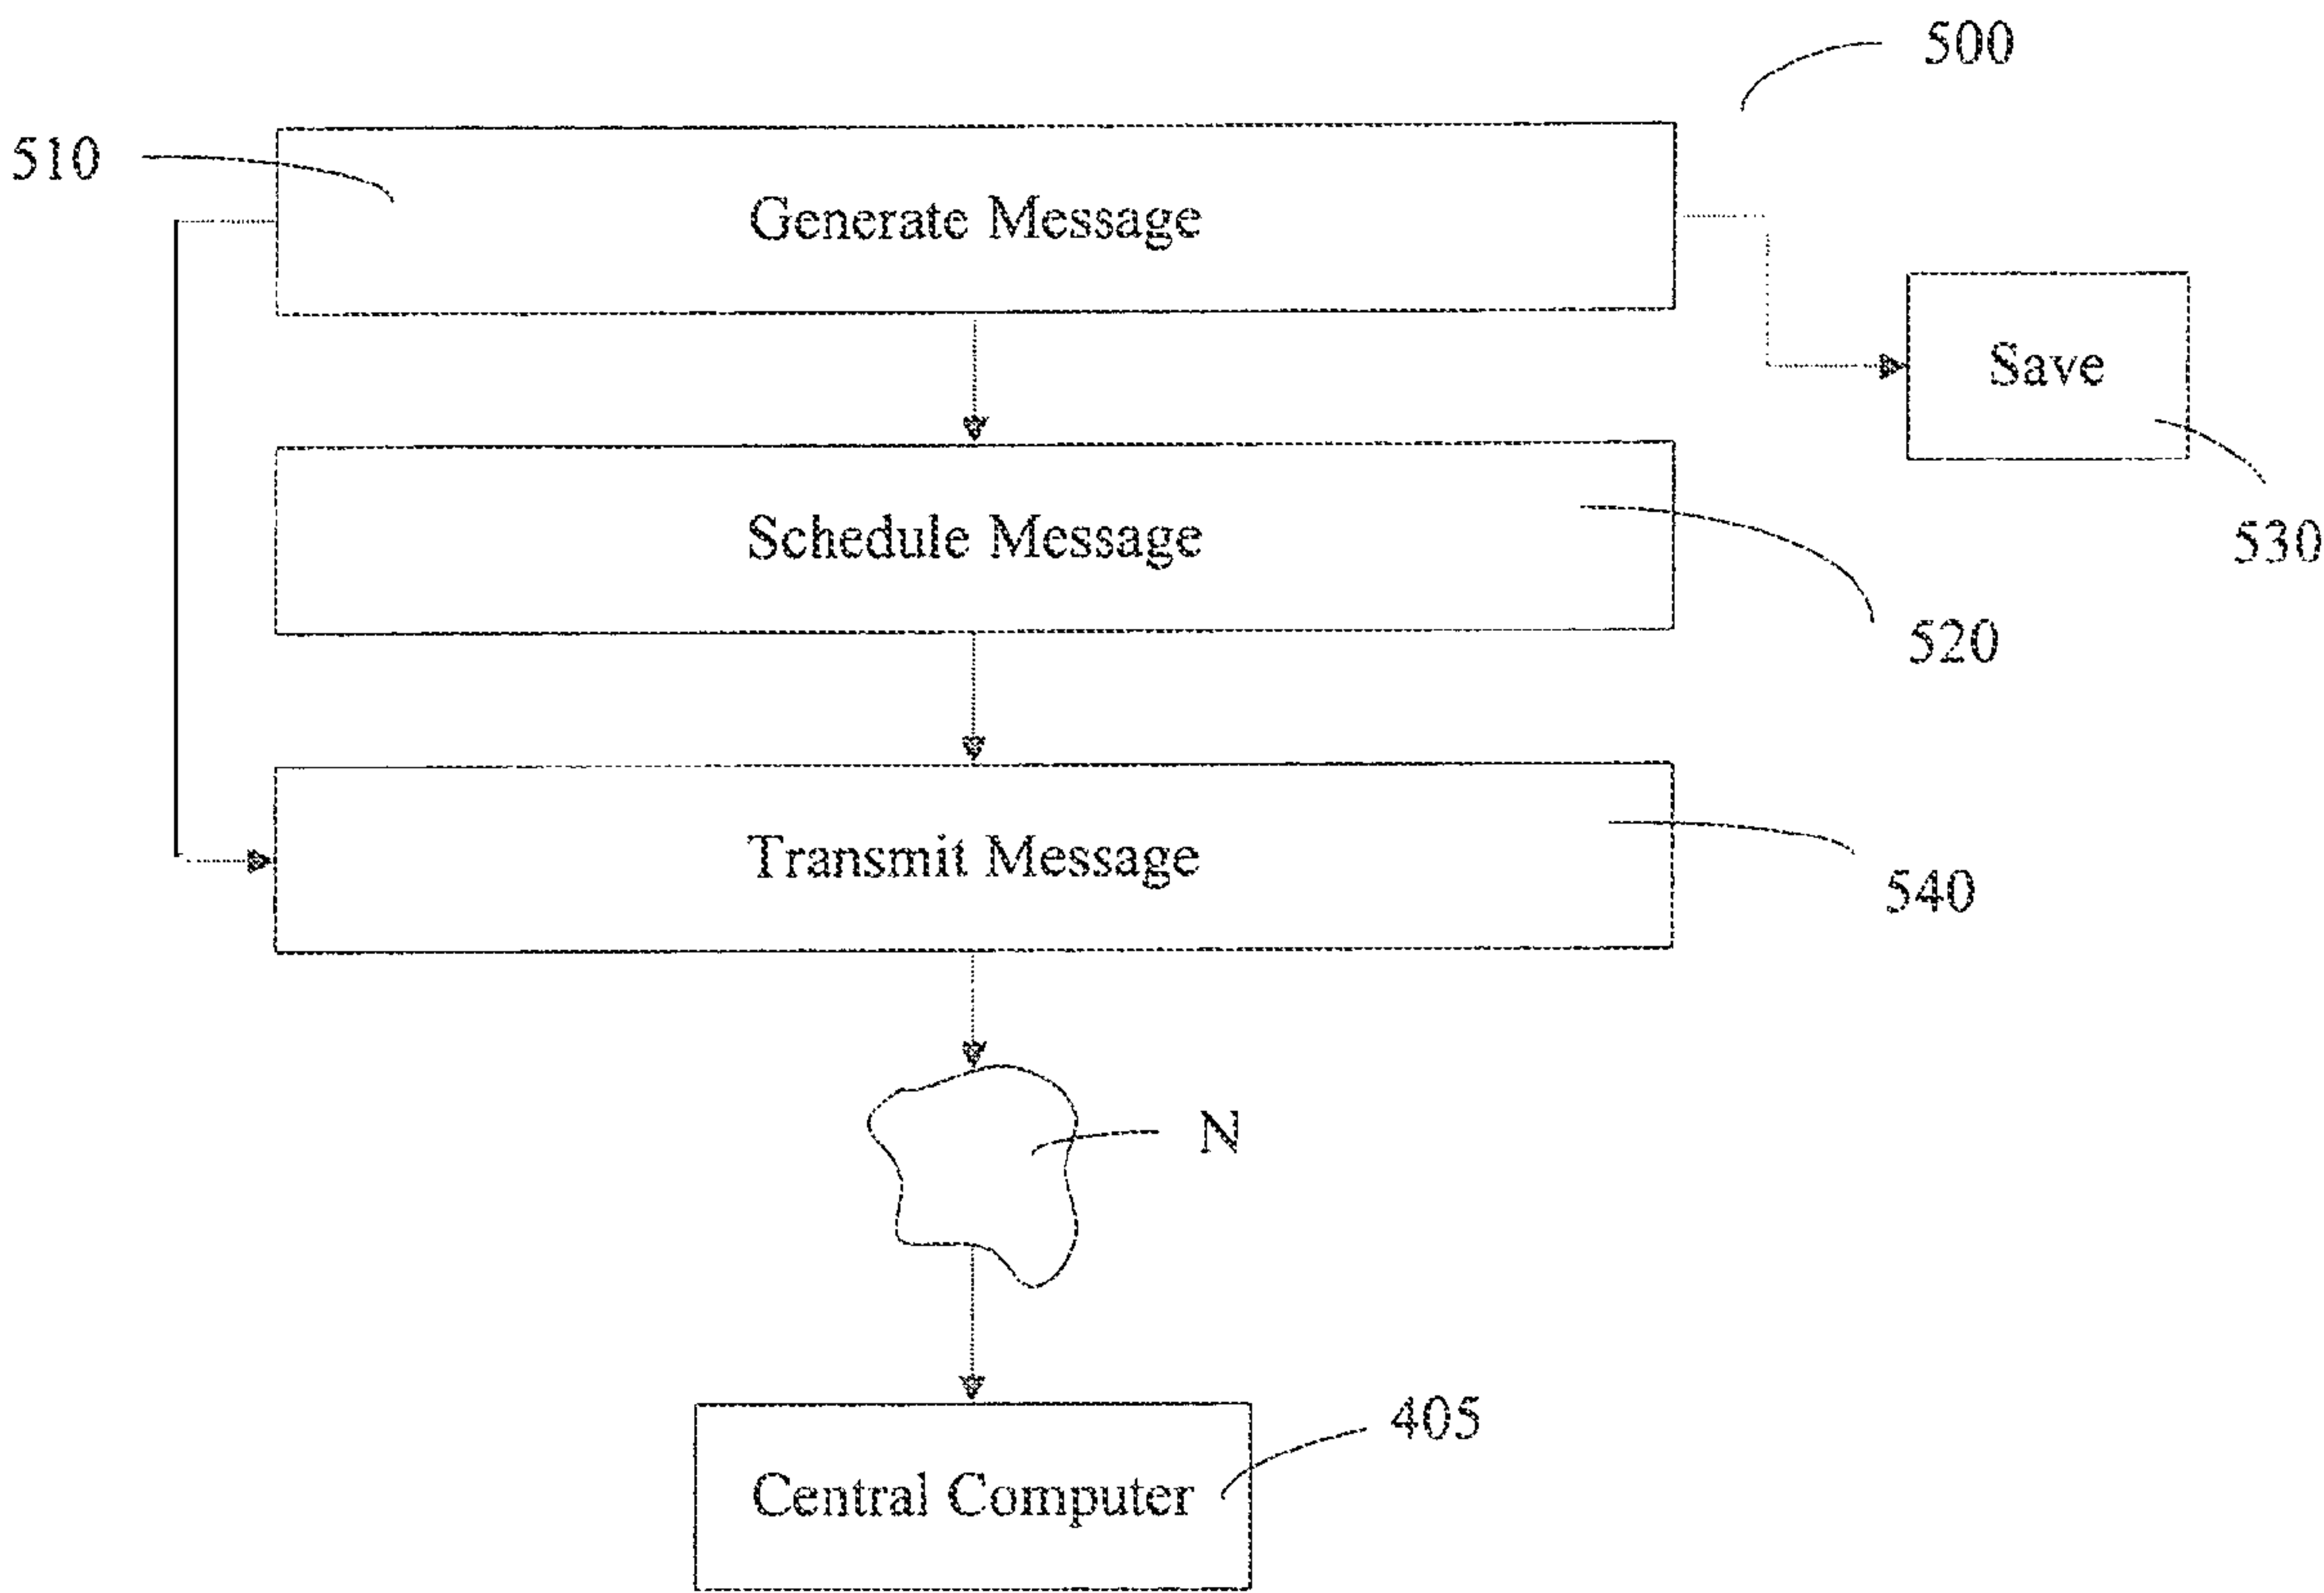 500
510
Generate Message
Save
530
Schedule Message
520
Transmit Message
540
N
405
Central Computer